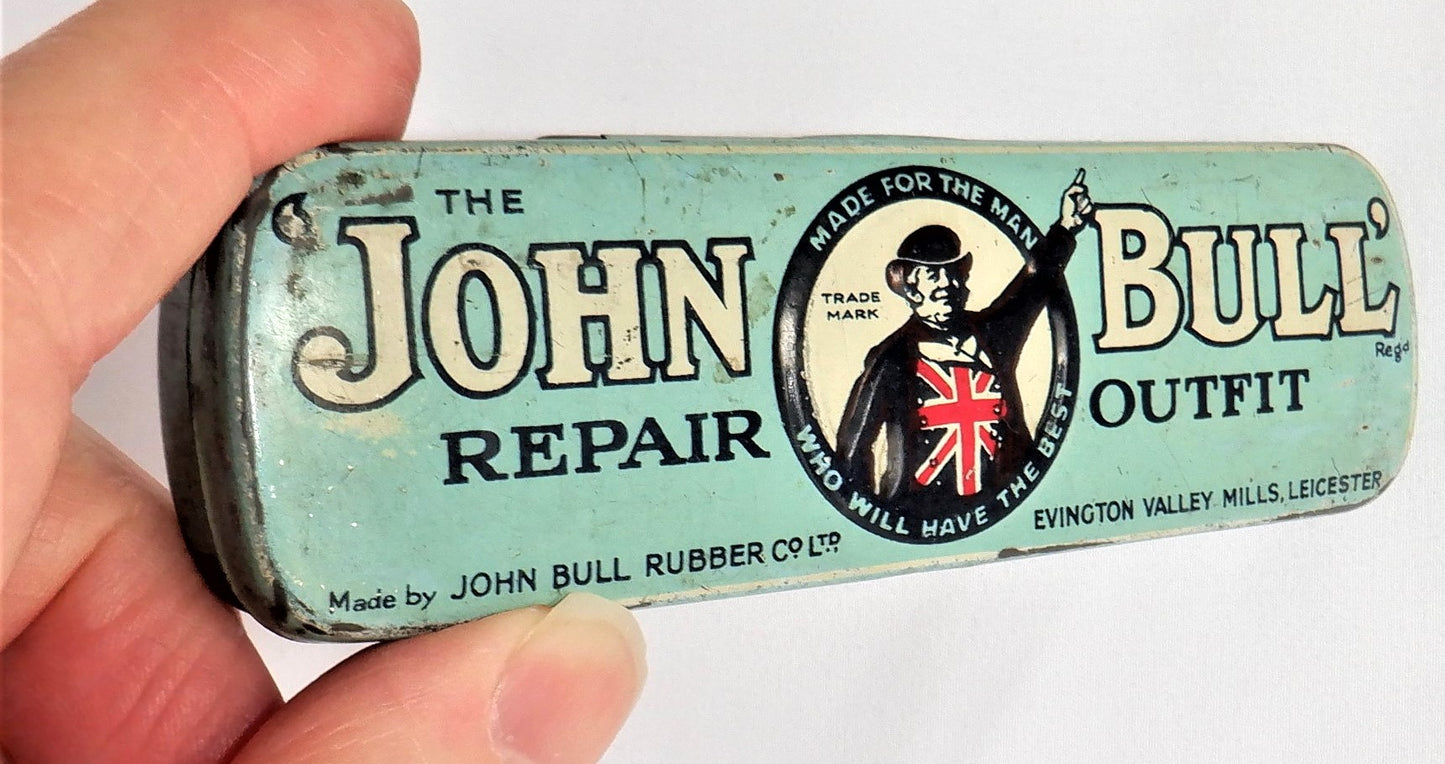 THE
'JOHN BULL'
Regd
REPAIR OUTFIT
MADE FOR THE MAN
WHO WILL HAVE THE BEST
TRADE
MARK
Made by JOHN BULL RUBBER Co. LTD.
EVINGTON VALLEY MILLS, LEICESTER